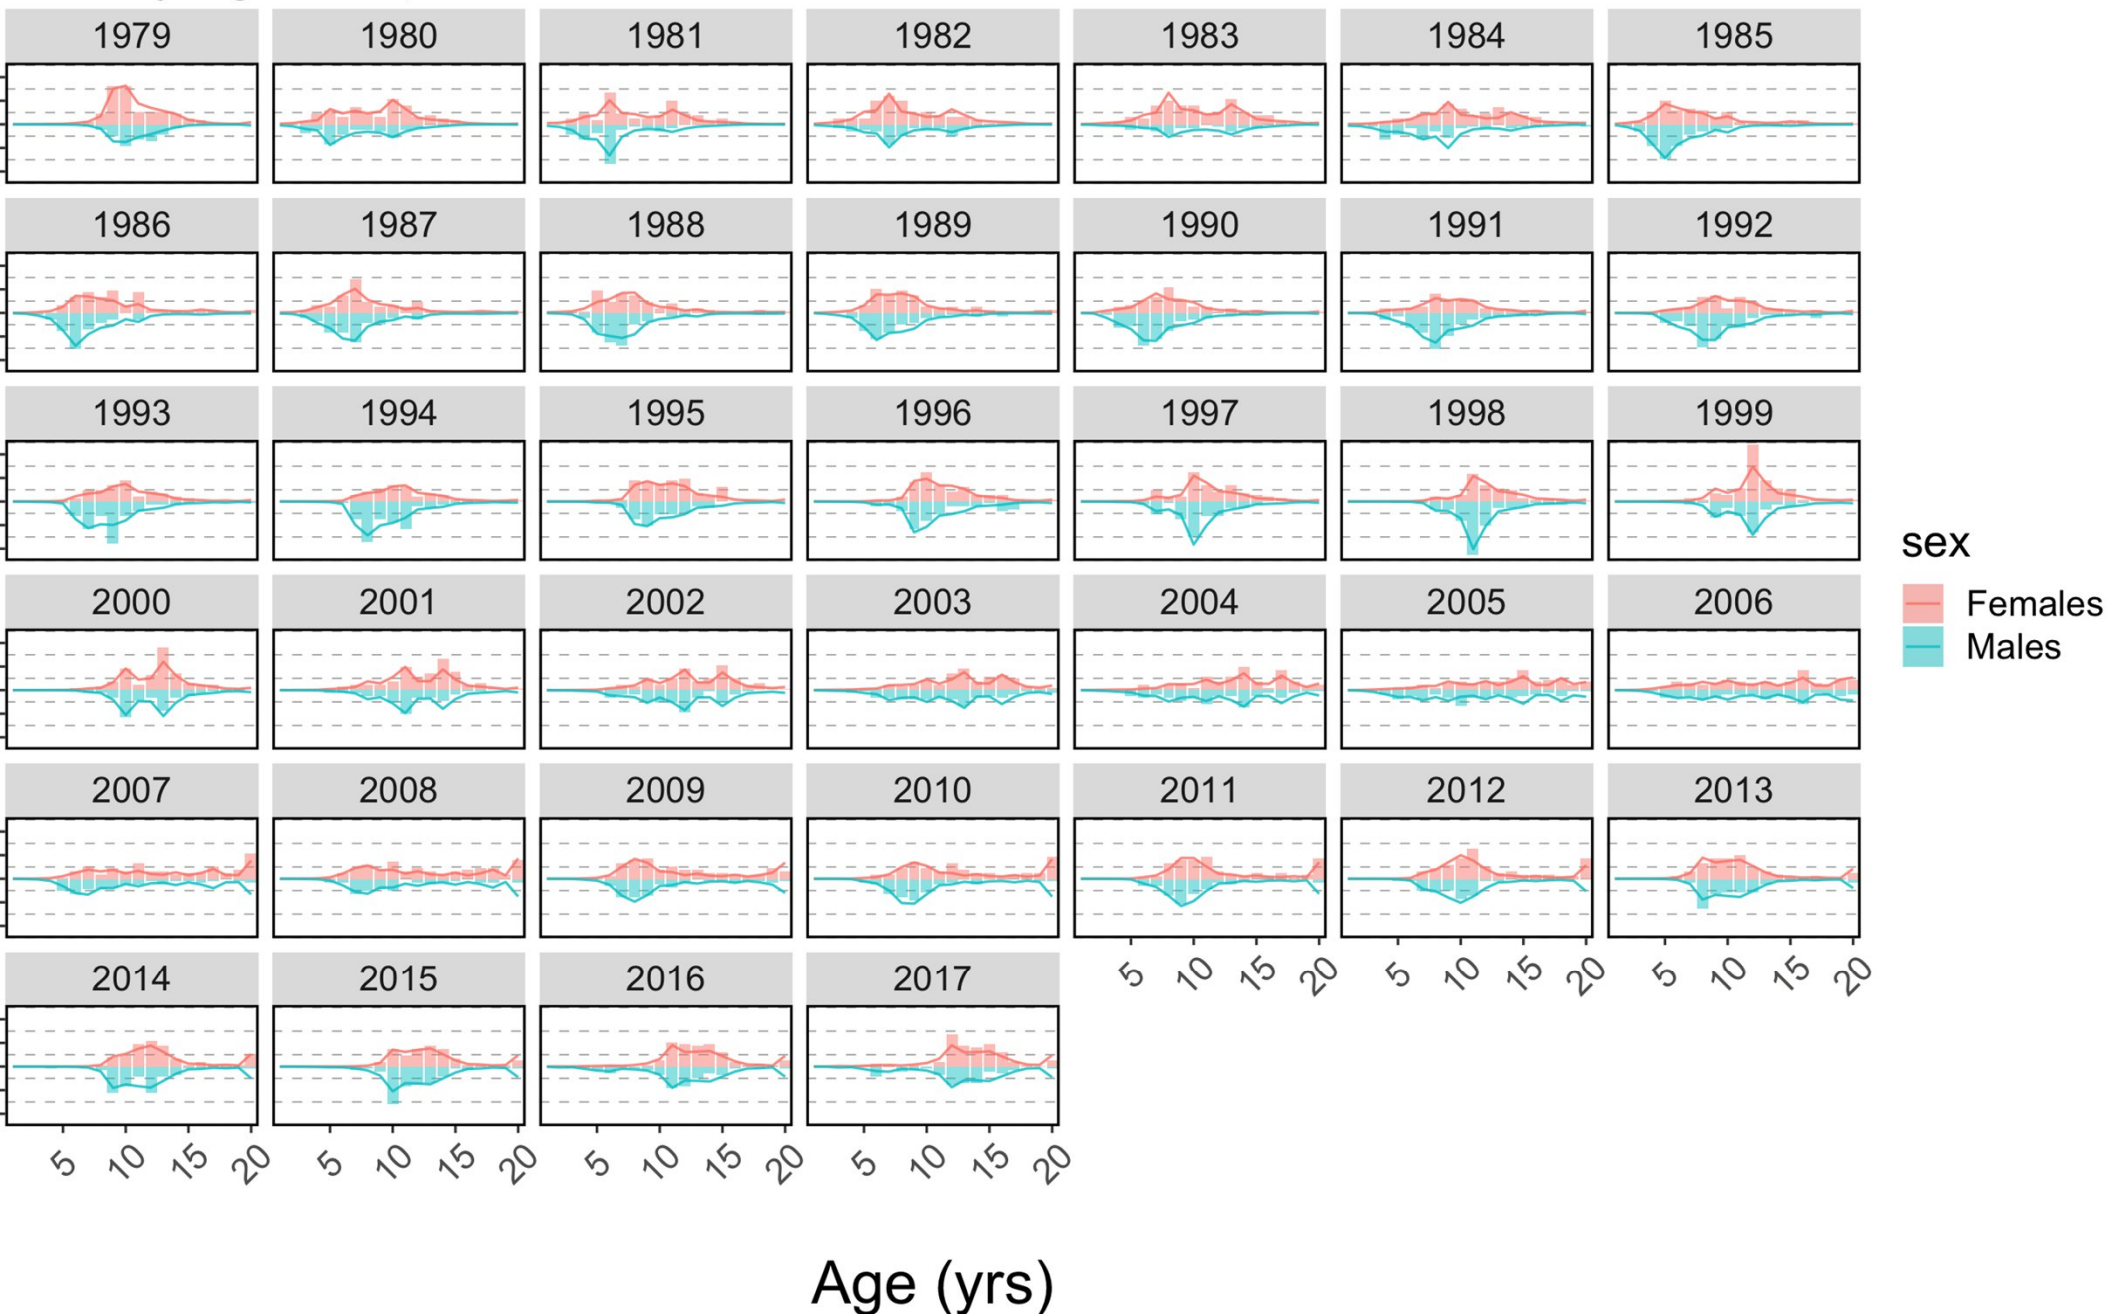 1979 1980 1981 1982 1983 1984 1985
1986 1987 1988 1989 1990 1991 1992
1993 1994 1995 1996 1997 1998 1999
sex
2000 2001 2002 2003 2004 2005 2006
Females
Males
2007 2008 2009 2010 2011 2012 2013
2014 2015 2016 2017
5 10 15 20 5 10 15 20 5 10 15 20
5 10 15 20 5 10 15 20 5 10 15 20 5 10 15 20
Age (yrs)